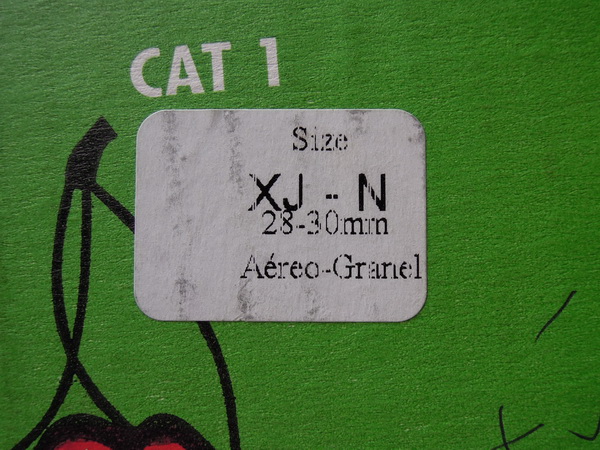 CAT 1
Size
XJ - N
28-30mm
Aéreo-Granel